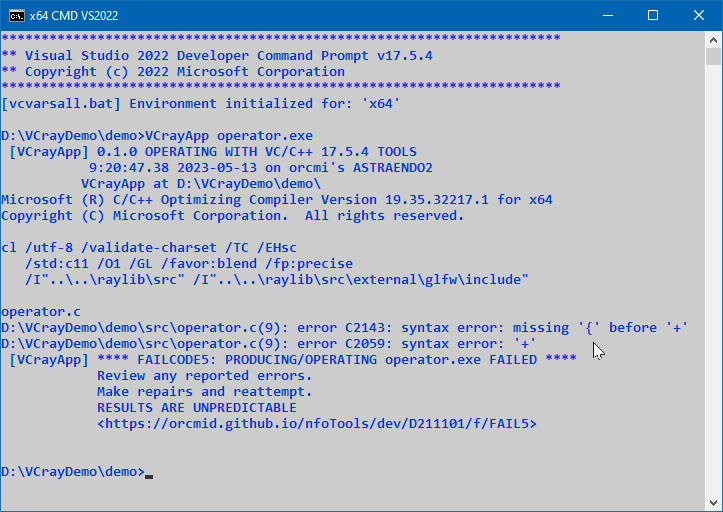 x64 CMD VS2022
**********************************************************************
** Visual Studio 2022 Developer Command Prompt v17.5.4
** Copyright (c) 2022 Microsoft Corporation
**********************************************************************
[vcvarsall.bat] Environment initialized for: 'x64'
D:\VCrayDemo\demo>VCrayApp operator.exe
[VCrayApp] 0.1.0 OPERATING WITH VC/C++ 17.5.4 TOOLS
9:20:47.38 2023-05-13 on orcmi's ASTRAENDO2
VCrayApp at D:\VCrayDemo\demo\
Microsoft (R) C/C++ Optimizing Compiler Version 19.35.32217.1 for x64
Copyright (C) Microsoft Corporation.  All rights reserved.
cl /utf-8 /validate-charset /TC /EHsc
/std:c11 /O1 /GL /favor:blend /fp:precise
/I"..\..\raylib\src" /I"..\..\raylib\src\external\glfw\include"
operator.c
D:\VCrayDemo\demo\src\operator.c(9): error C2143: syntax error: missing '{' before '+'
D:\VCrayDemo\demo\src\operator.c(9): error C2059: syntax error: '+'
[VCrayApp] **** FAILCODE5: PRODUCING/OPERATING operator.exe FAILED ****
Review any reported errors.
Make repairs and reattempt.
RESULTS ARE UNPREDICTABLE
<https://orcmid.github.io/nfoTools/dev/D211101/f/FAIL5>
D:\VCrayDemo\demo>